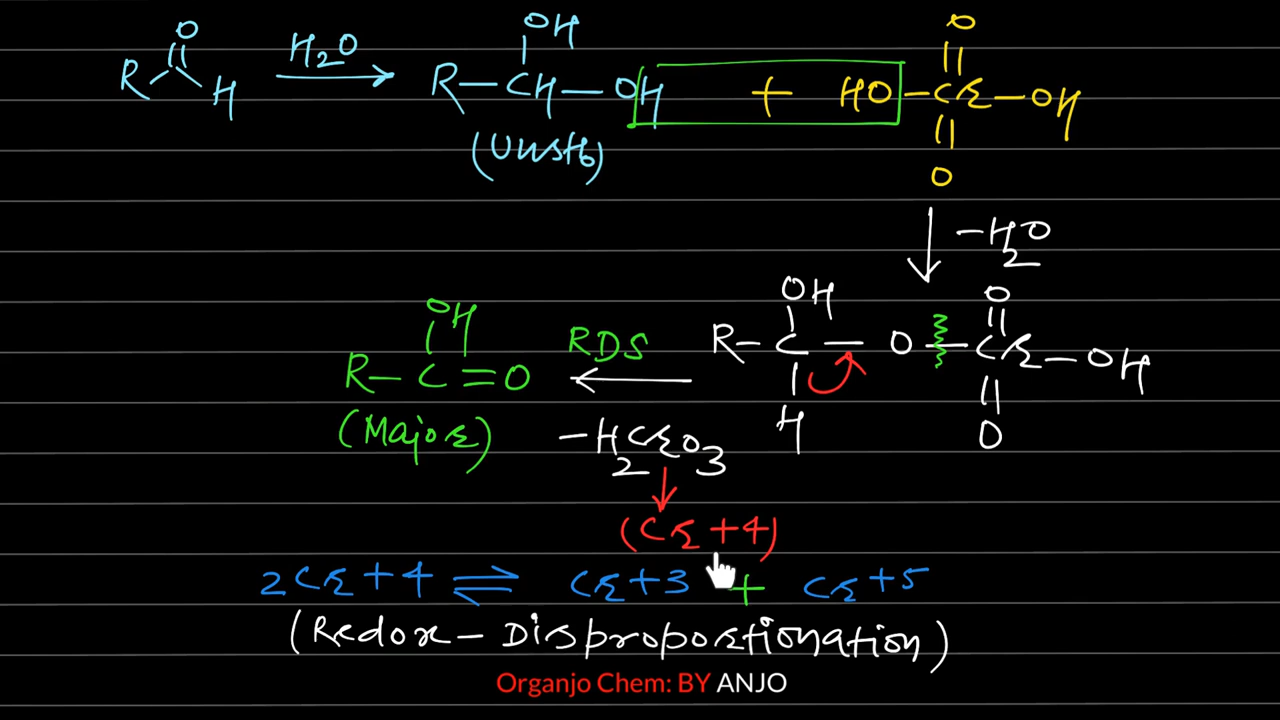 O OH O
R H H₂O R—CH—OH + HO—Cr—OH
(Unstb) O
-H₂O
OH OH O
R—C=O RDS R—C—O—Cr—OH
(Major) -H₂CrO₃ H O
(Cr+4)
2Cr+4 ⇌ Cr+3 + Cr+5
(Redox-Disproportionation)
Organjo Chem: BY ANJO